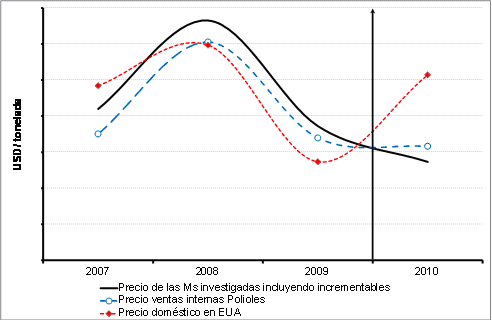 USD/ tonelada
2007 2008 2009 2010
Precio de las Ms investigadas incluyendo incrementables
Precio ventas internas Polioles
Precio doméstico en EUA